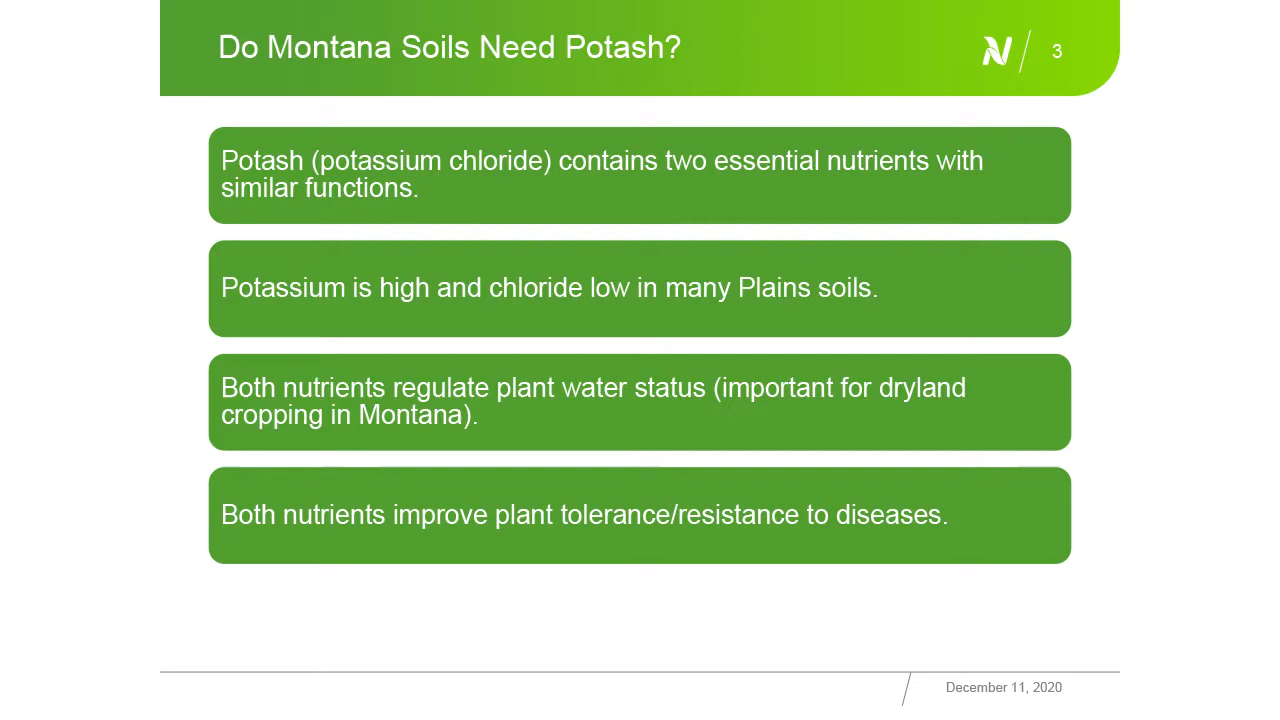 Do Montana Soils Need Potash?
3
Potash (potassium chloride) contains two essential nutrients with
similar functions.
Potassium is high and chloride low in many Plains soils.
Both nutrients regulate plant water status (important for dryland
cropping in Montana).
Both nutrients improve plant tolerance/resistance to diseases.
December 11, 2020